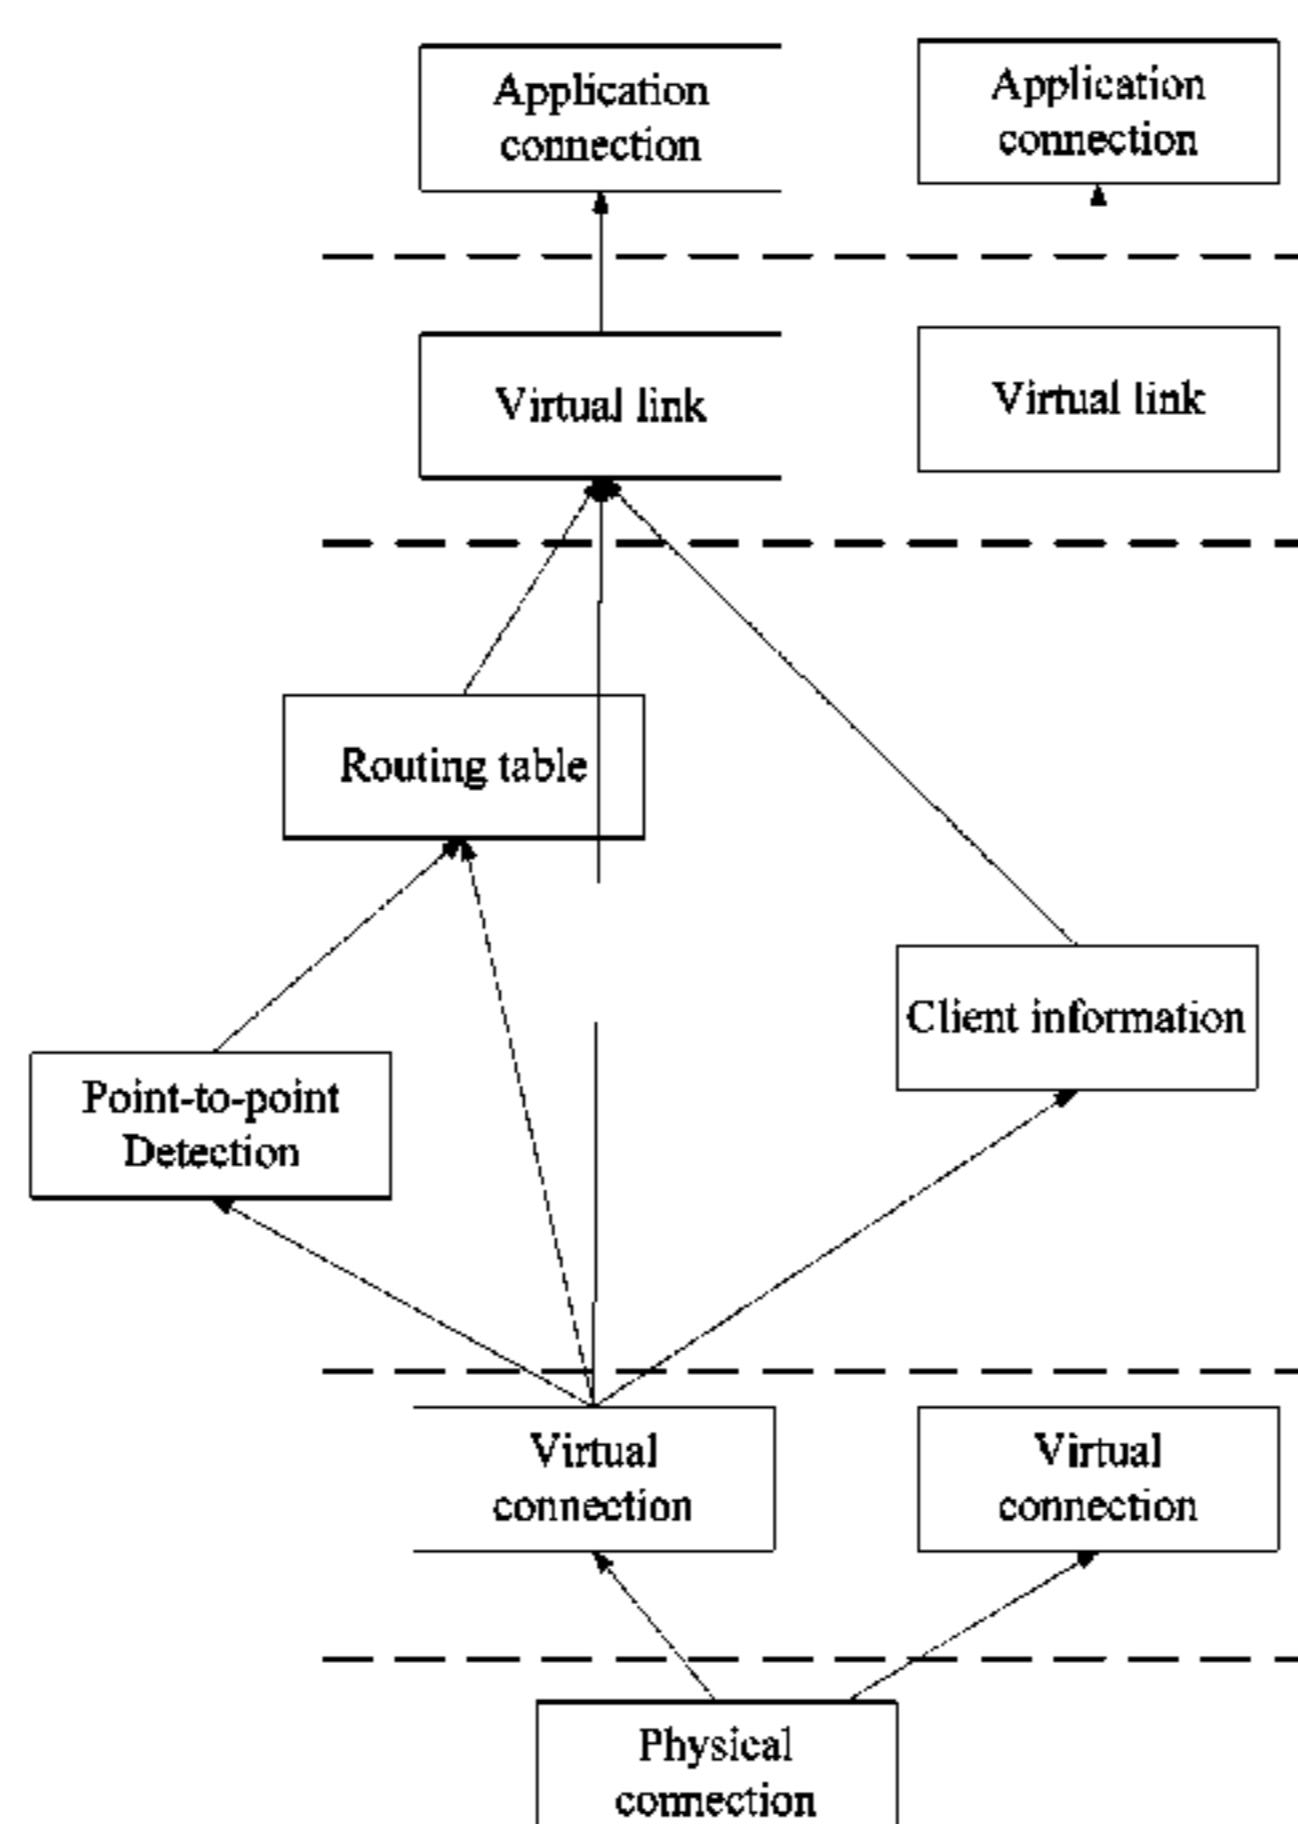 Application
connection
Application
connection
Virtual link
Virtual link
Routing table
Client information
Point-to-point
Detection
Virtual
connection
Virtual
connection
Physical
connection